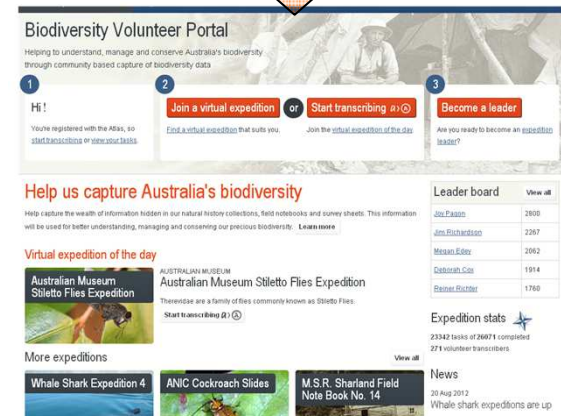 Biodiversity Volunteer Portal
Helping to understand, manage and conserve Australia's biodiversity
through community based capture of biodiversity data
1
Hi !
You're registered with the Atlas, so
start transcribing or view your tasks.
2
Join a virtual expedition or Start transcribing
Find a virtual expedition that suits you. Join the virtual expedition of the day
3
Become a leader
Are you ready to become an expedition
leader?
Help us capture Australia's biodiversity
Help capture the wealth of information hidden in our natural history collections, field notebooks and survey sheets. This information
will be used for better understanding, managing and conserving our precious biodiversity. Learn more
Virtual expedition of the day
Australian Museum
Stiletto Flies Expedition
AUSTRALIAN MUSEUM
Australian Museum Stiletto Flies Expedition
Therevidae are a family of flies commonly known as Stiletto Flies.
Start transcribing
More expeditions View all
Whale Shark Expedition 4
ANIC Cockroach Slides
M.S.R. Sharland Field
Note Book No. 14
Leader board View all
Joy Pagon 2800
Jim Richardson 2267
Megan Edey 2062
Deborah Cox 1914
Reiner Richter 1760
Expedition stats
23342 tasks of 26071 completed
271 volunteer transcribers
News
20 Aug 2012
Whale shark expeditions are up